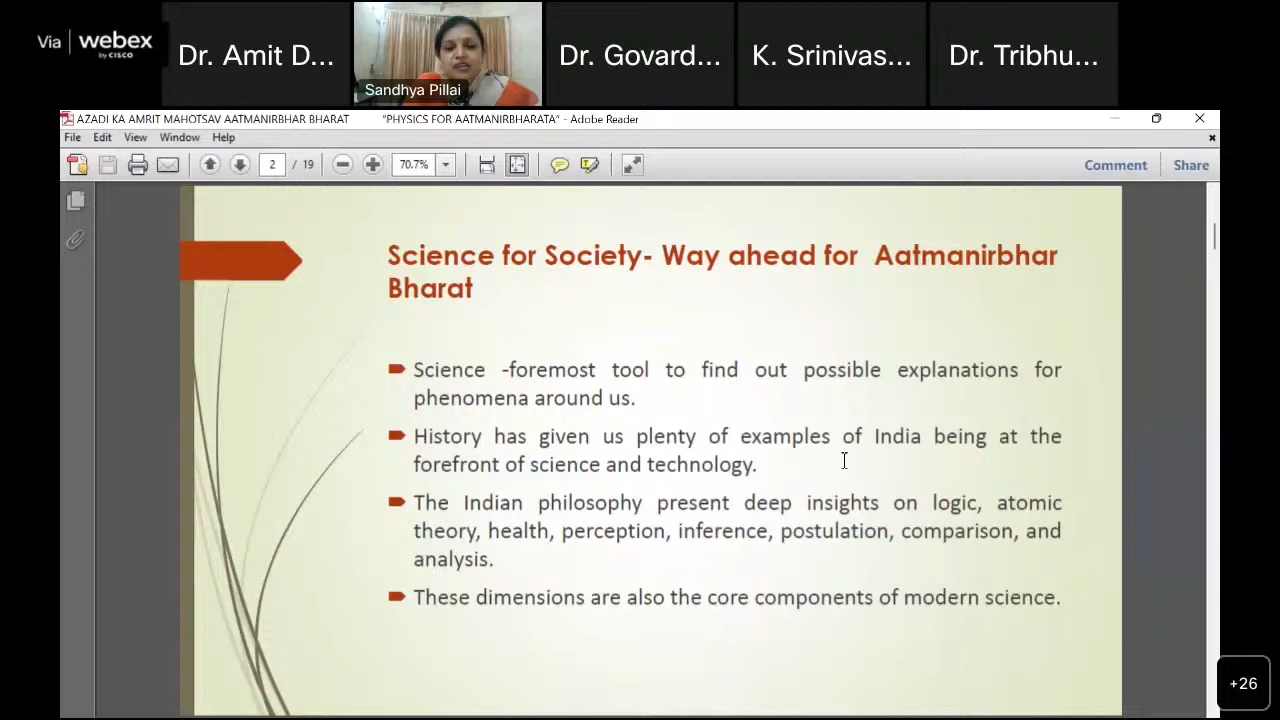 Via webex
by CISCO
Dr. Amit D...
Sandhya Pillai
Dr. Govard...
K. Srinivas...
Dr. Tribhu...
AZADI KA AMRIT MAHOTSAV AATMANIRBHAR BHARAT "PHYSICS FOR AATMANIRBHARATA" - Adobe Reader
File Edit View Window Help
2 / 19 70.7% Comment Share
Science for Society- Way ahead for Aatmanirbhar
Bharat
Science -foremost tool to find out possible explanations for
phenomena around us.
History has given us plenty of examples of India being at the
forefront of science and technology.
The Indian philosophy present deep insights on logic, atomic
theory, health, perception, inference, postulation, comparison, and
analysis.
These dimensions are also the core components of modern science.
+26